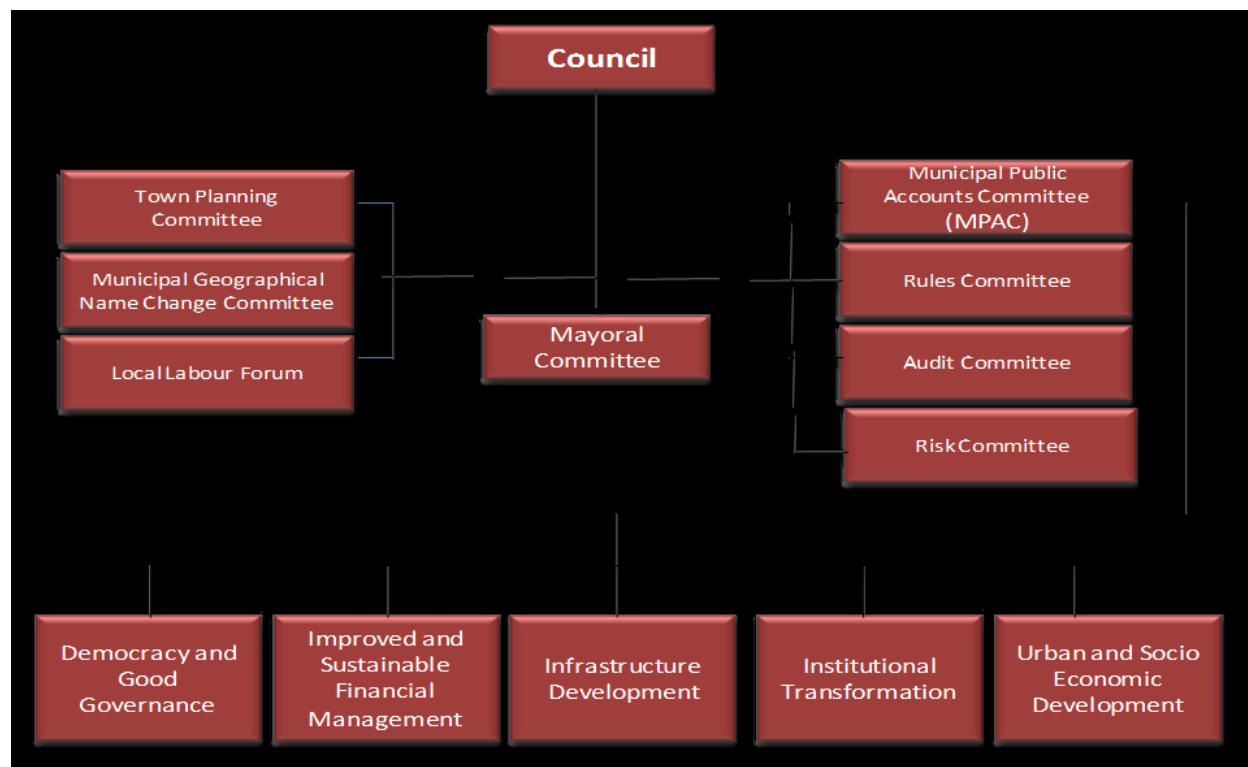 Council
Town Planning
Committee
Municipal Geographical
Name Change Committee
Local Labour Forum
Mayoral
Committee
Municipal Public
Accounts Committee
(MPAC)
Rules Committee
Audit Committee
Risk Committee
Democracy and
Good
Governance
Improved and
Sustainable
Financial
Management
Infrastructure
Development
Institutional
Transformation
Urban and Socio
Economic
Development